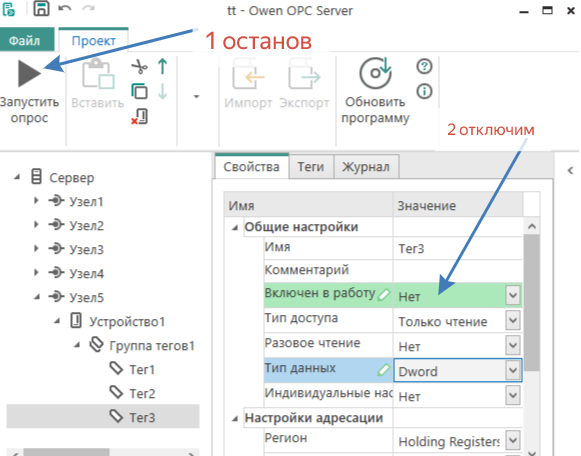 tt - Owen OPC Server
Файл
Проект
1 останов
Запустить опрос
Вставить
Импорт
Экспорт
Обновить программу
2 отключим
Сервер
Узел1
Узел2
Узел3
Узел4
Узел5
Устройство1
Группа тегов1
Тег1
Тег2
Тег3
Свойства
Теги
Журнал
Имя Значение
Общие настройки
Имя Тег3
Комментарий
Включен в работу Нет
Тип доступа Только чтение
Разовое чтение Нет
Тип данных Dword
Индивидуальные нас Нет
Настройки адресации
Регион Holding Registers